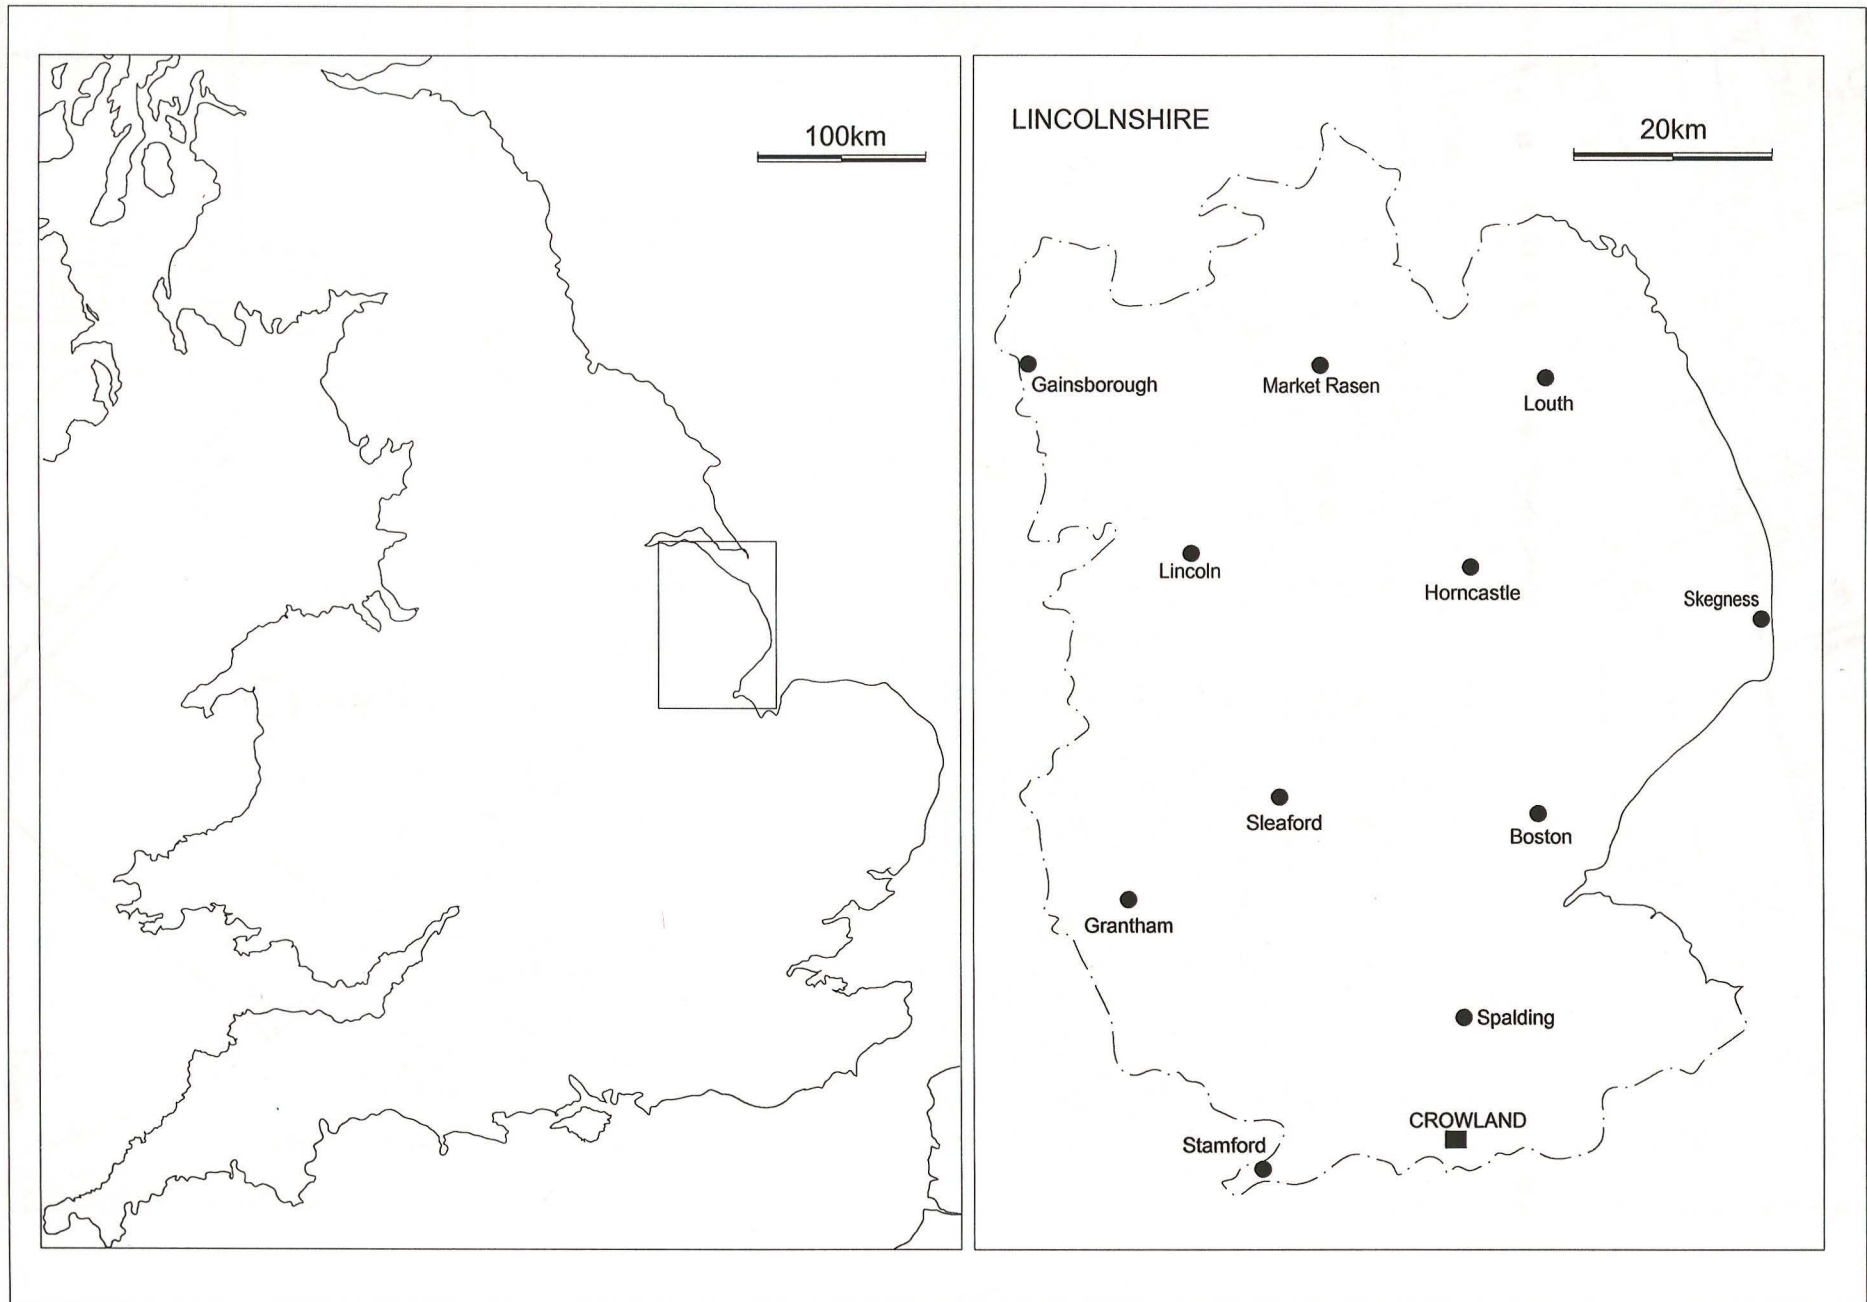 100km
LINCOLNSHIRE
20km
Gainsborough
Market Rasen
Louth
Lincoln
Horncastle
Skegness
Sleaford
Boston
Grantham
Spalding
CROWLAND
Stamford